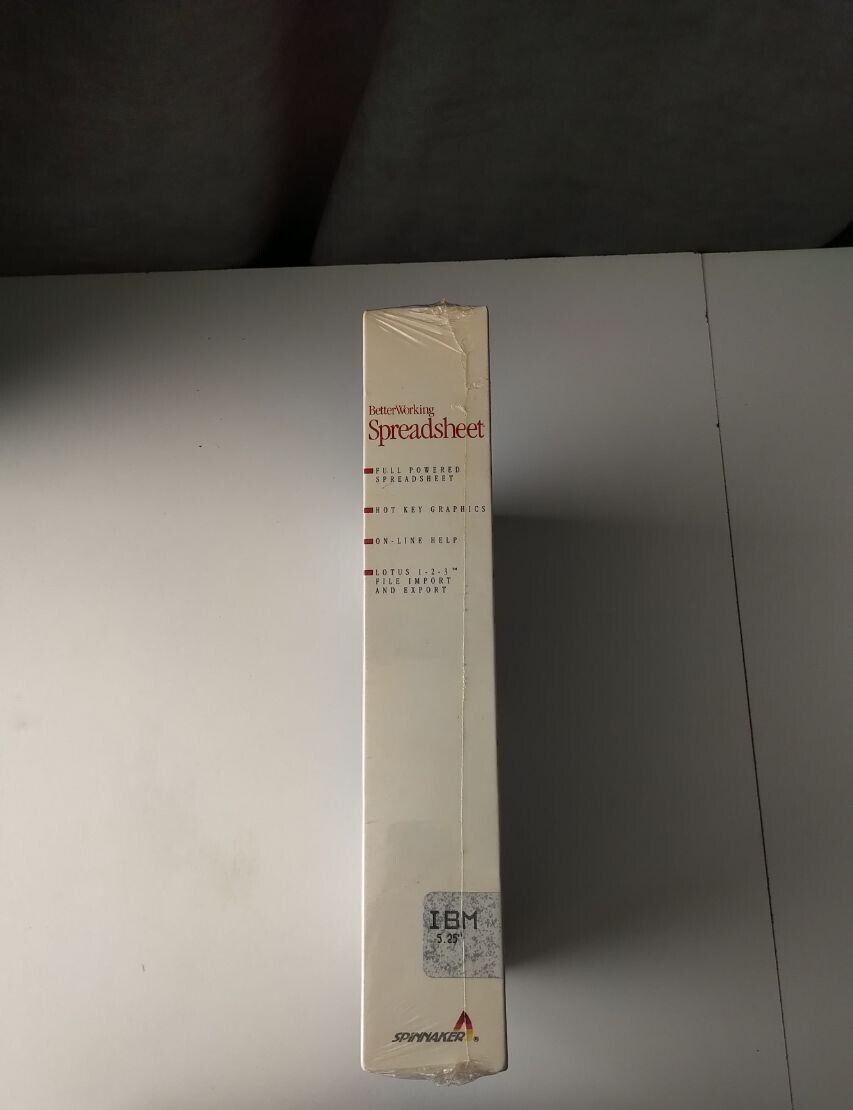 BetterWorking
Spreadsheet
FULL POWERED
SPREADSHEET
HOT KEY GRAPHICS
ON-LINE HELP
LOTUS 1-2-3™
FILE IMPORT
AND EXPORT
IBM
5.25"
SPINNAKER®